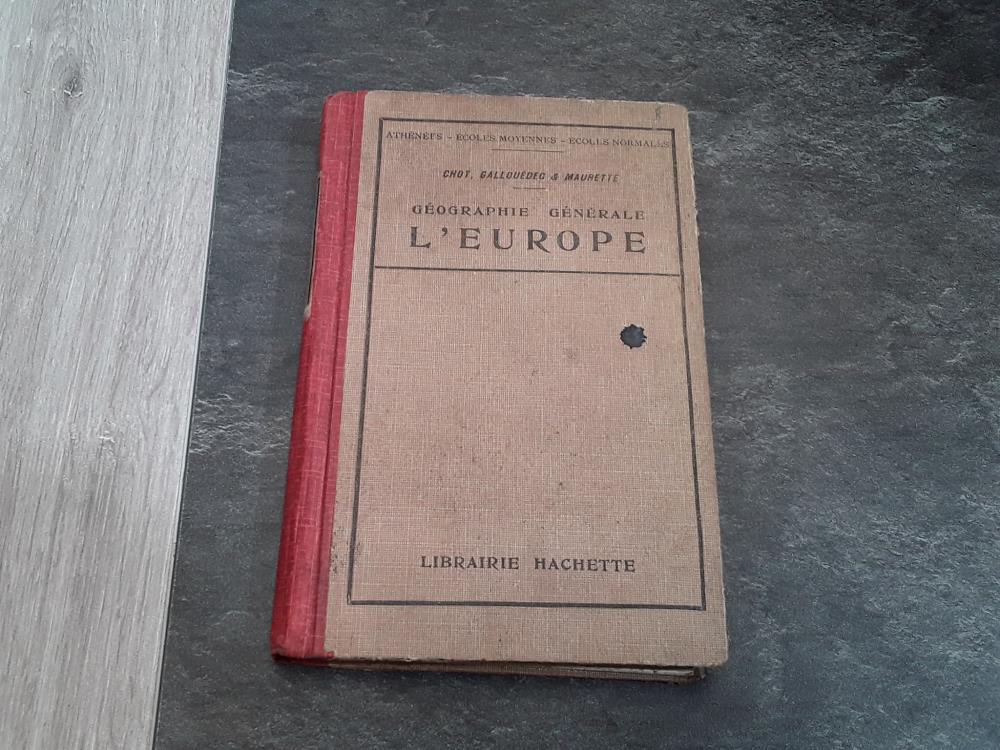 ATHÉNÉES - ÉCOLES MOYENNES - ÉCOLES NORMALES
CHOT, GALLOUÉDEC & MAURETTE
GÉOGRAPHIE GÉNÉRALE
L'EUROPE
LIBRAIRIE HACHETTE